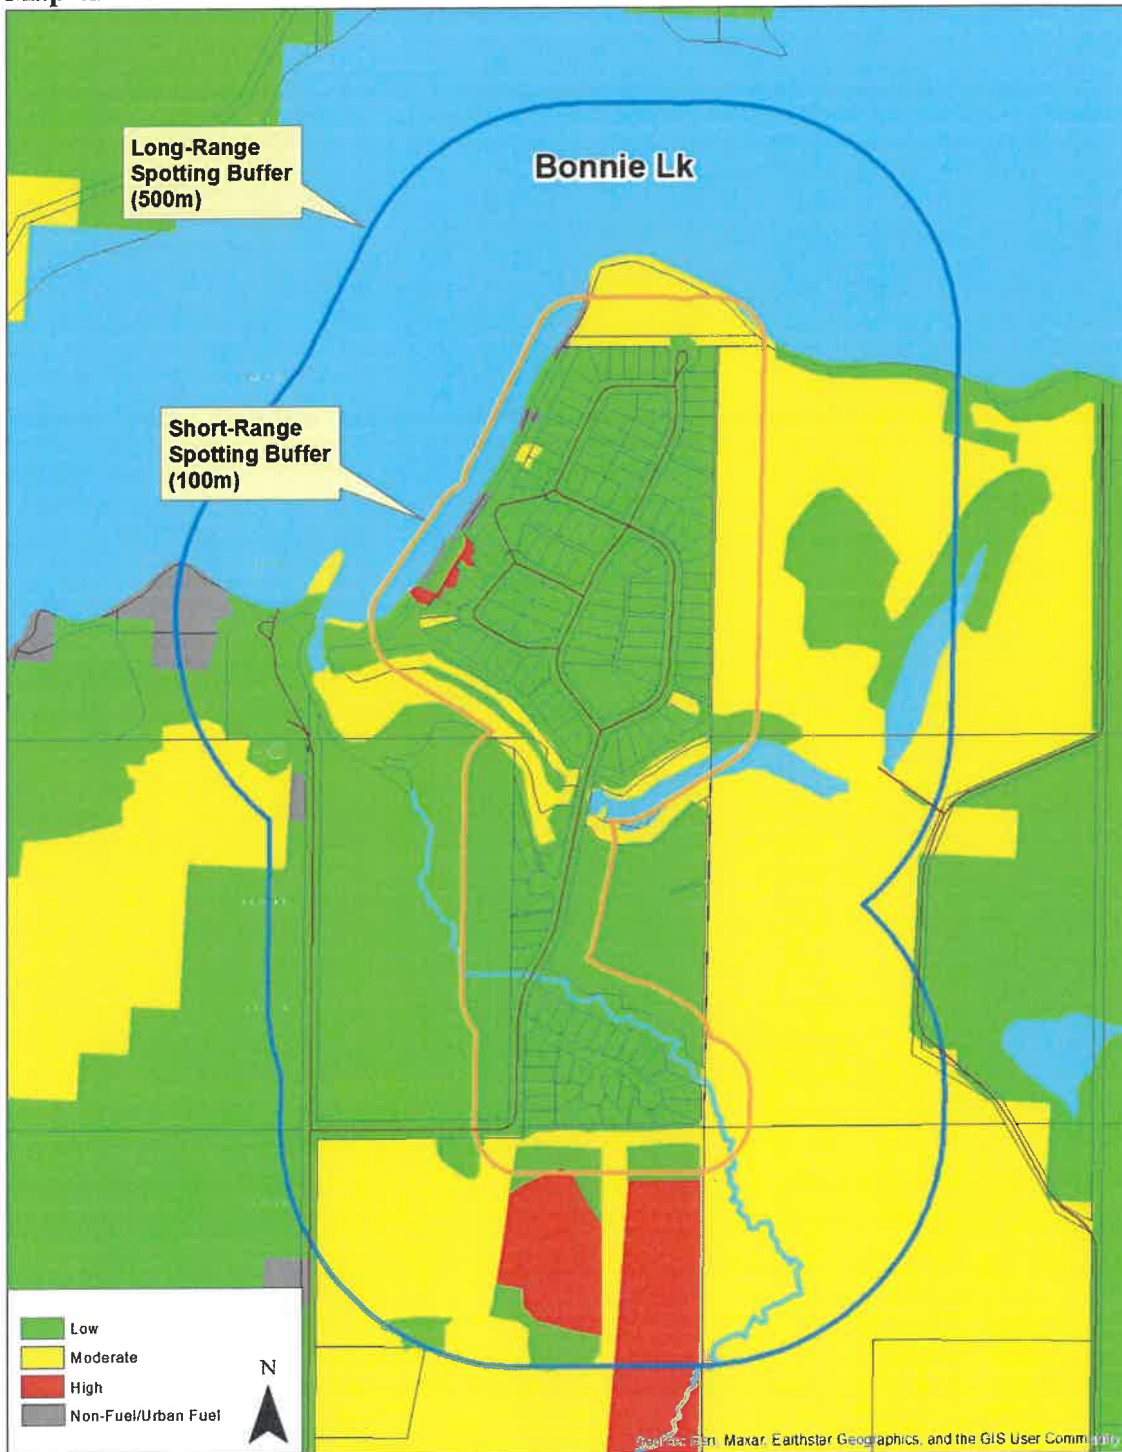 Long-Range
Spotting Buffer
(500m)
Bonnie Lk
Short-Range
Spotting Buffer
(100m)
Low
Moderate
High
Non-Fuel/Urban Fuel
N
Esri, Maxar, Earthstar Geographics, and the GIS User Community